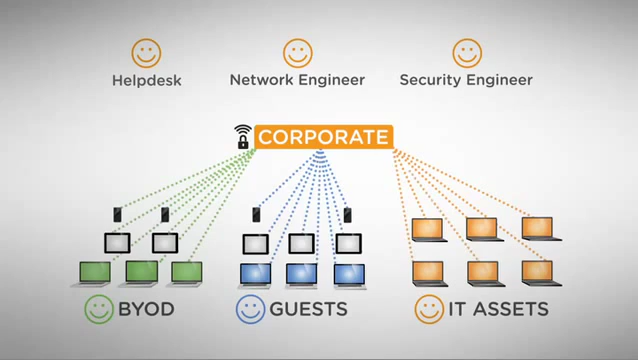 Helpdesk
Network Engineer
Security Engineer
CORPORATE
BYOD
GUESTS
IT ASSETS